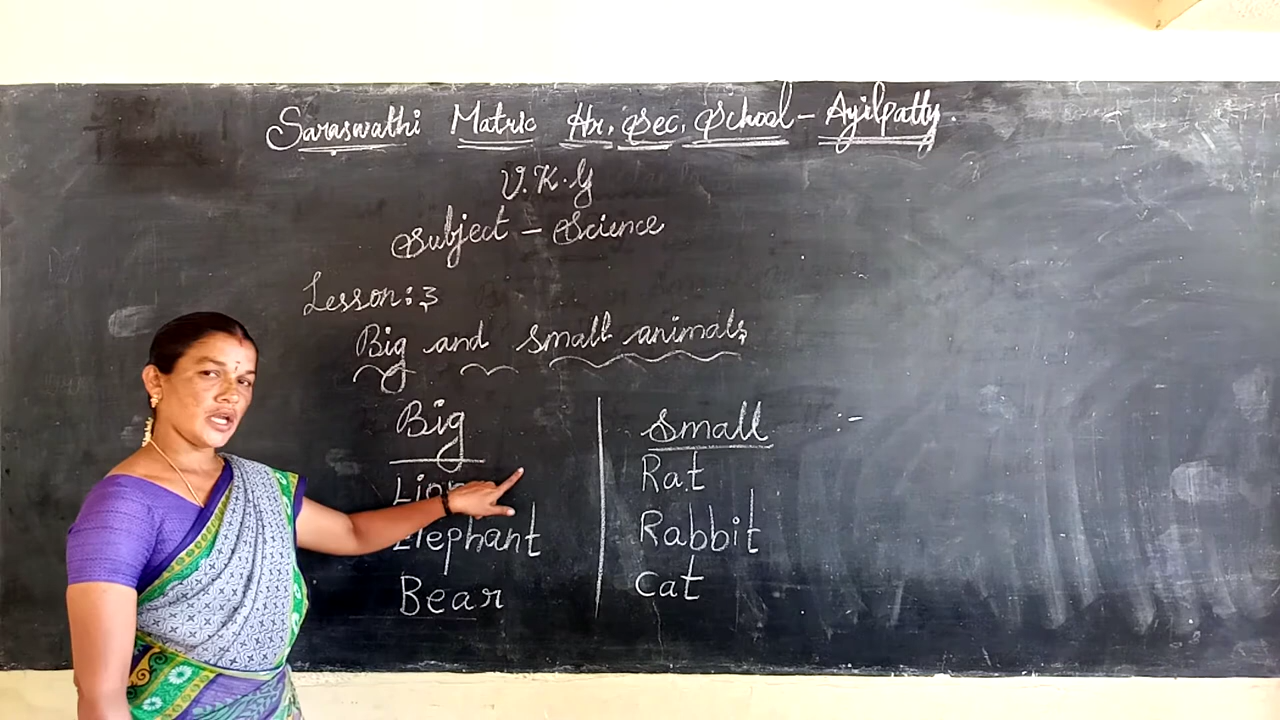 Saraswathi Matric Hr. Sec. School - Ayilpatty.
U.K.G
Subject - Science
Lesson: 3
Big and small animals
Big
small :-
Rat
Elephant
Rabbit
Bear
Cat